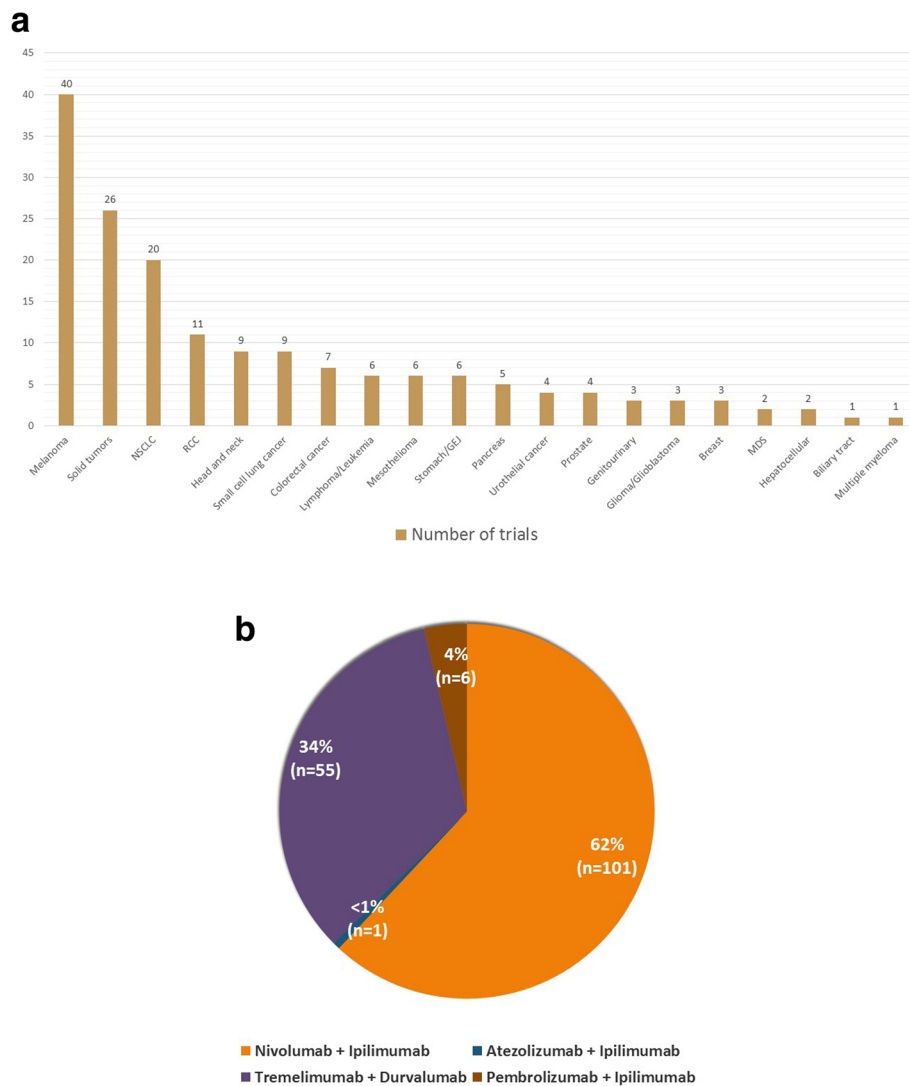 a
45
40
35
30
25
20
15
10
5
0
40
26
20
11
9
9
7
6
6
6
5
4
4
3
3
3
2
2
1
1
Melanoma
Solid tumors
NSCLC
RCC
Head and neck
Small cell lung cancer
Colorectal cancer
Lymphoma/Leukemia
Mesothelioma
Stomach/GEJ
Pancreas
Urothelial cancer
Prostate
Genitourinary
Glioma/Glioblastoma
Breast
MDS
Hepatocellular
Biliary tract
Multiple myeloma
Number of trials
b
4%
(n=6)
34%
(n=55)
62%
(n=101)
<1%
(n=1)
Nivolumab + Ipilimumab
Atezolizumab + Ipilimumab
Tremelimumab + Durvalumab
Pembrolizumab + Ipilimumab